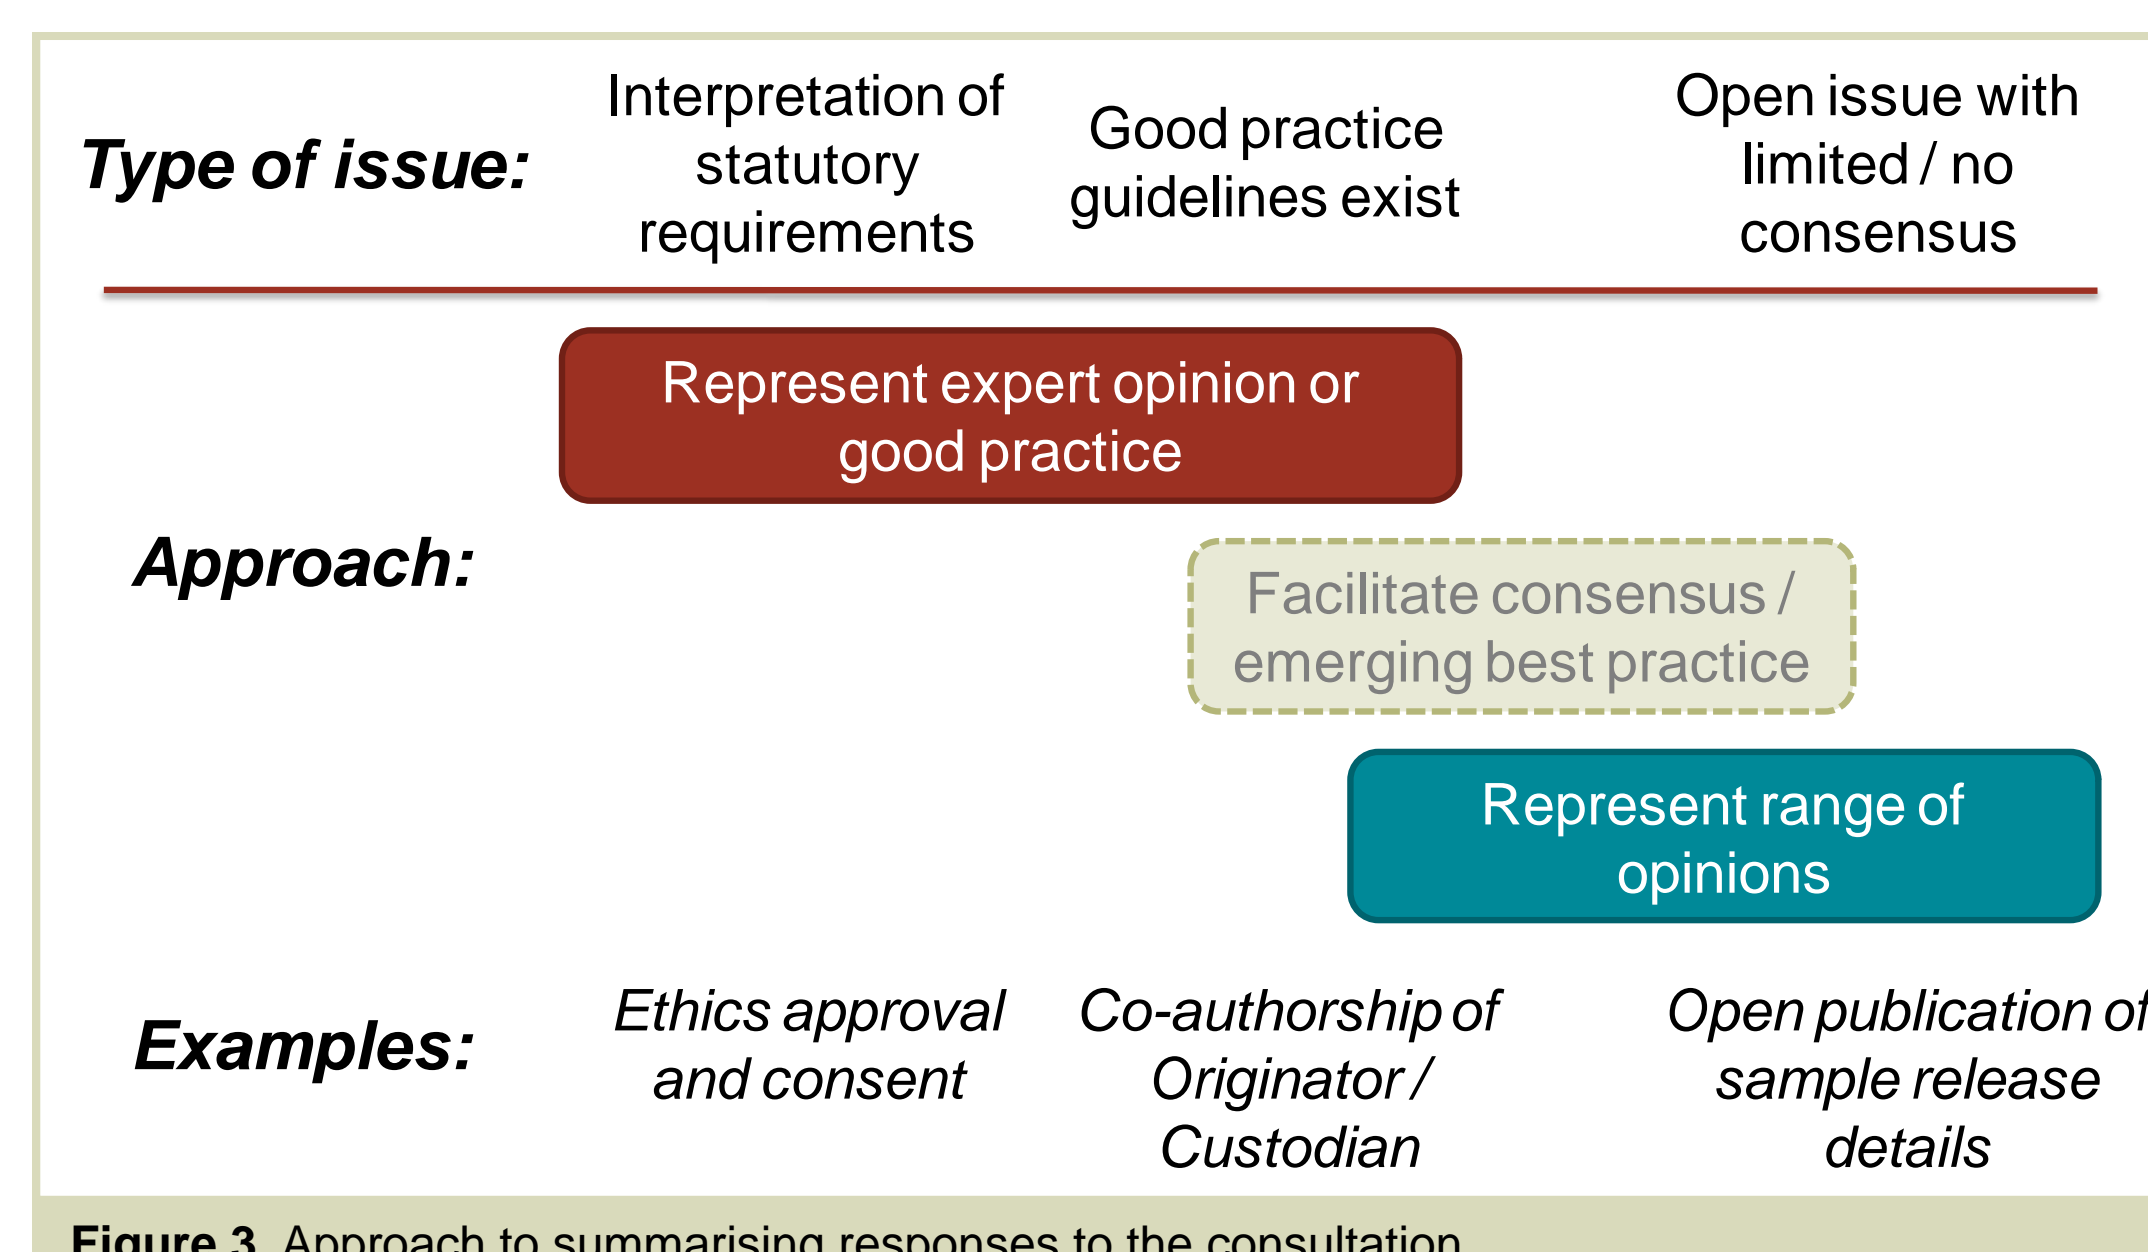 Type of issue:
Interpretation of
statutory
requirements
Good practice
guidelines exist
Open issue with
limited / no
consensus
Represent expert opinion or
good practice
Approach:
Facilitate consensus /
emerging best practice
Represent range of
opinions
Examples:
Ethics approval
and consent
Co-authorship of
Originator /
Custodian
Open publication of
sample release
details
Figure 3. Approach to summarising responses to the consultation